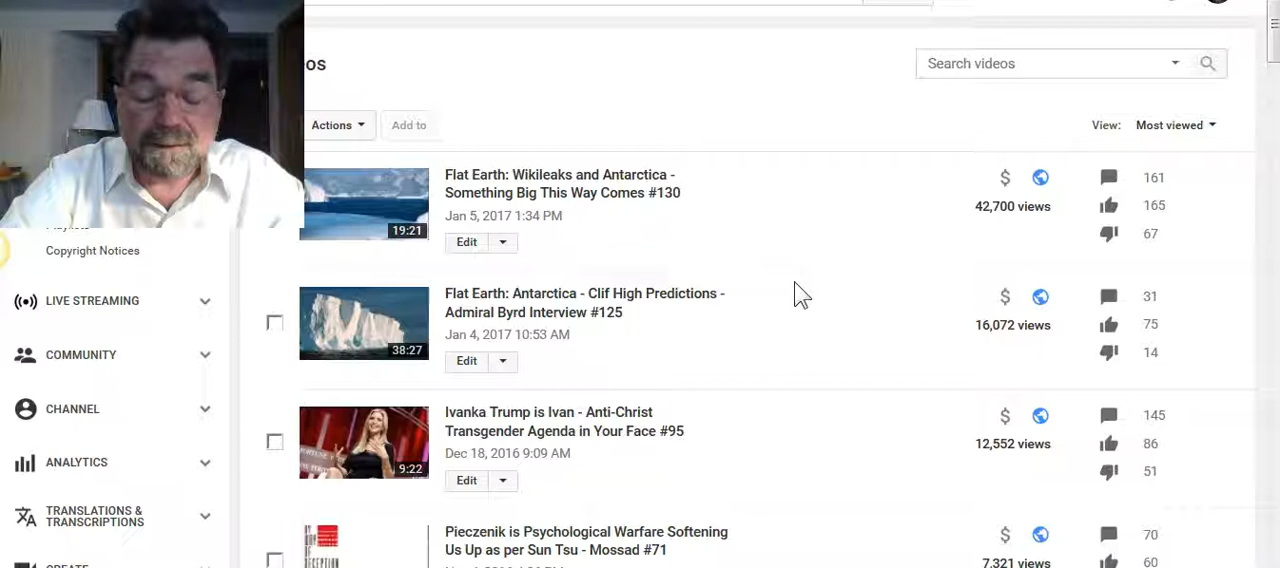 os
Search videos
Actions
Add to
View: Most viewed
Flat Earth: Wikileaks and Antarctica -
Something Big This Way Comes #130
Jan 5, 2017 1:34 PM
19:21
Edit
42,700 views
161
165
67
Copyright Notices
LIVE STREAMING
COMMUNITY
CHANNEL
ANALYTICS
TRANSLATIONS &
TRANSCRIPTIONS
Flat Earth: Antarctica - Clif High Predictions -
Admiral Byrd Interview #125
Jan 4, 2017 10:53 AM
38:27
Edit
16,072 views
31
75
14
Ivanka Trump is Ivan - Anti-Christ
Transgender Agenda in Your Face #95
Dec 18, 2016 9:09 AM
9:22
Edit
12,552 views
145
86
51
Pieczenik is Psychological Warfare Softening
Us Up as per Sun Tsu - Mossad #71
7,321 views
70
60